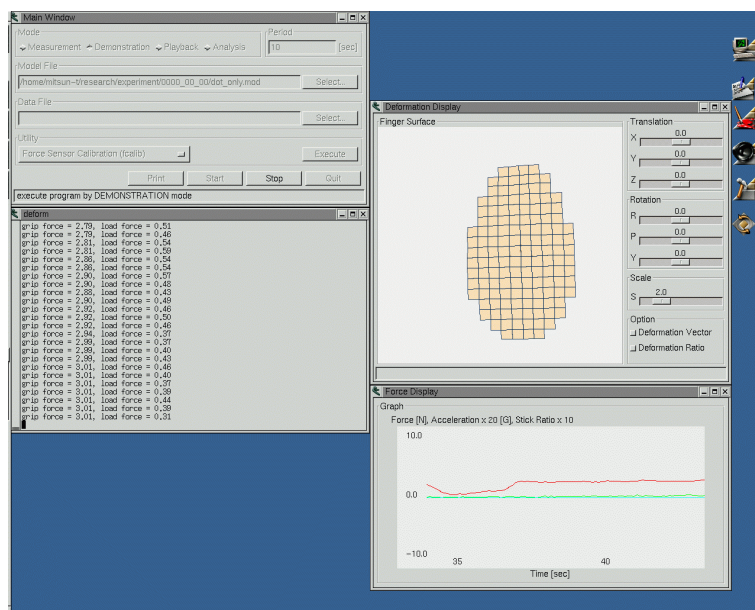 Main Window
Mode
Measurement Demonstration Playback Analysis
Period
10 [sec]
Model File
/home/mitsun-t/research/experiment/0000_00_00/dot_only.mod
Select...
Data File
Select...
Utility
Force Sensor Calibration (fcalib)
Execute
Print Start Stop Quit
execute program by DEMONSTRATION mode
deform
grip force = 2.79, load force = 0.51
grip force = 2.79, load force = 0.46
grip force = 2.81, load force = 0.54
grip force = 2.81, load force = 0.59
grip force = 2.86, load force = 0.54
grip force = 2.86, load force = 0.54
grip force = 2.90, load force = 0.57
grip force = 2.90, load force = 0.48
grip force = 2.88, load force = 0.43
grip force = 2.90, load force = 0.49
grip force = 2.92, load force = 0.46
grip force = 2.92, load force = 0.50
grip force = 2.92, load force = 0.46
grip force = 2.94, load force = 0.37
grip force = 2.99, load force = 0.37
grip force = 2.99, load force = 0.40
grip force = 2.99, load force = 0.43
grip force = 3.01, load force = 0.46
grip force = 3.01, load force = 0.40
grip force = 3.01, load force = 0.37
grip force = 3.01, load force = 0.39
grip force = 3.01, load force = 0.44
grip force = 3.01, load force = 0.39
grip force = 3.01, load force = 0.31
Deformation Display
Finger Surface
Translation
X 0.0
Y 0.0
Z 0.0
Rotation
R 0.0
P 0.0
Y 0.0
Scale
S 2.0
Option
Deformation Vector
Deformation Ratio
Force Display
Graph
Force [N], Acceleration x 20 [G], Stick Ratio x 10
10.0
0.0
-10.0
35 40
Time [sec]